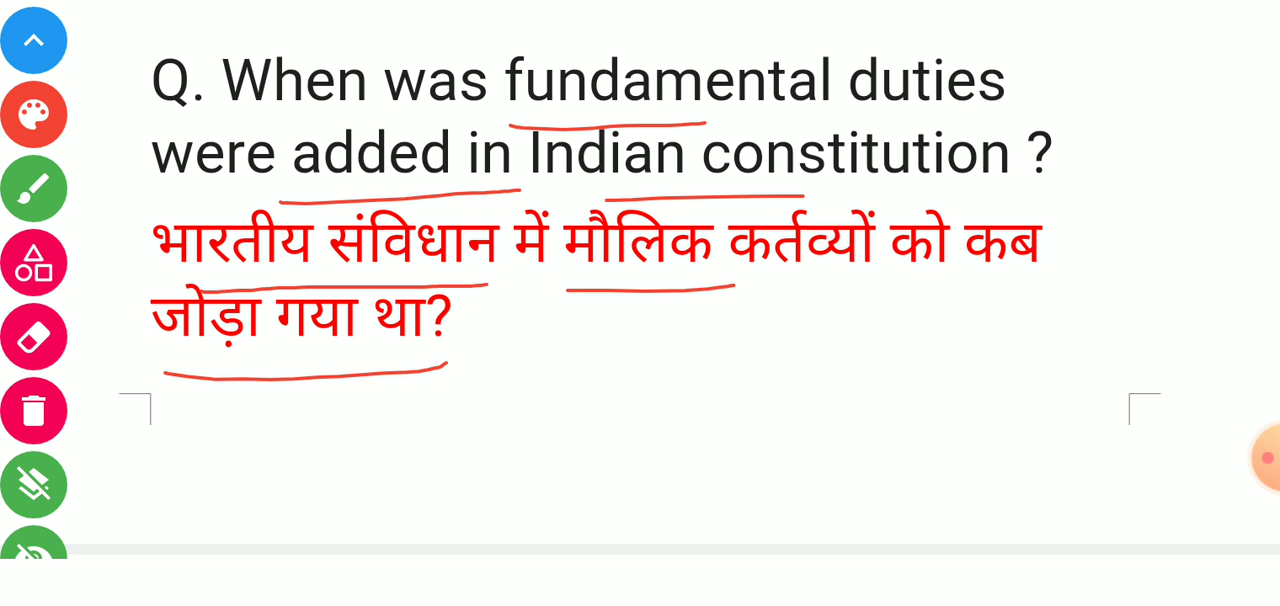 Q. When was fundamental duties
were added in Indian constitution ?
भारतीय संविधान में मौलिक कर्तव्यों को कब
जोड़ा गया था?